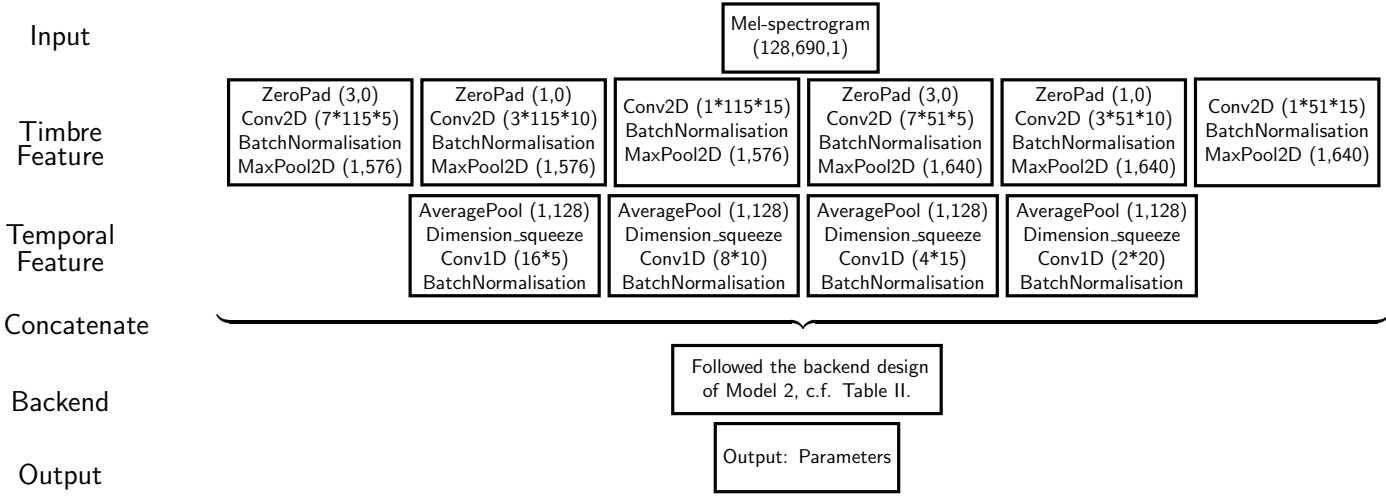 Input
Mel-spectrogram
(128,690,1)
Timbre
Feature
ZeroPad (3,0)
Conv2D (7*115*5)
BatchNormalisation
MaxPool2D (1,576)
ZeroPad (1,0)
Conv2D (3*115*10)
BatchNormalisation
MaxPool2D (1,576)
Conv2D (1*115*15)
BatchNormalisation
MaxPool2D (1,576)
ZeroPad (3,0)
Conv2D (7*51*5)
BatchNormalisation
MaxPool2D (1,640)
ZeroPad (1,0)
Conv2D (3*51*10)
BatchNormalisation
MaxPool2D (1,640)
Conv2D (1*51*15)
BatchNormalisation
MaxPool2D (1,640)
Temporal
Feature
AveragePool (1,128)
Dimension_squeeze
Conv1D (16*5)
BatchNormalisation
AveragePool (1,128)
Dimension_squeeze
Conv1D (8*10)
BatchNormalisation
AveragePool (1,128)
Dimension_squeeze
Conv1D (4*15)
BatchNormalisation
AveragePool (1,128)
Dimension_squeeze
Conv1D (2*20)
BatchNormalisation
Concatenate
Backend
Followed the backend design
of Model 2, c.f. Table II.
Output
Output: Parameters